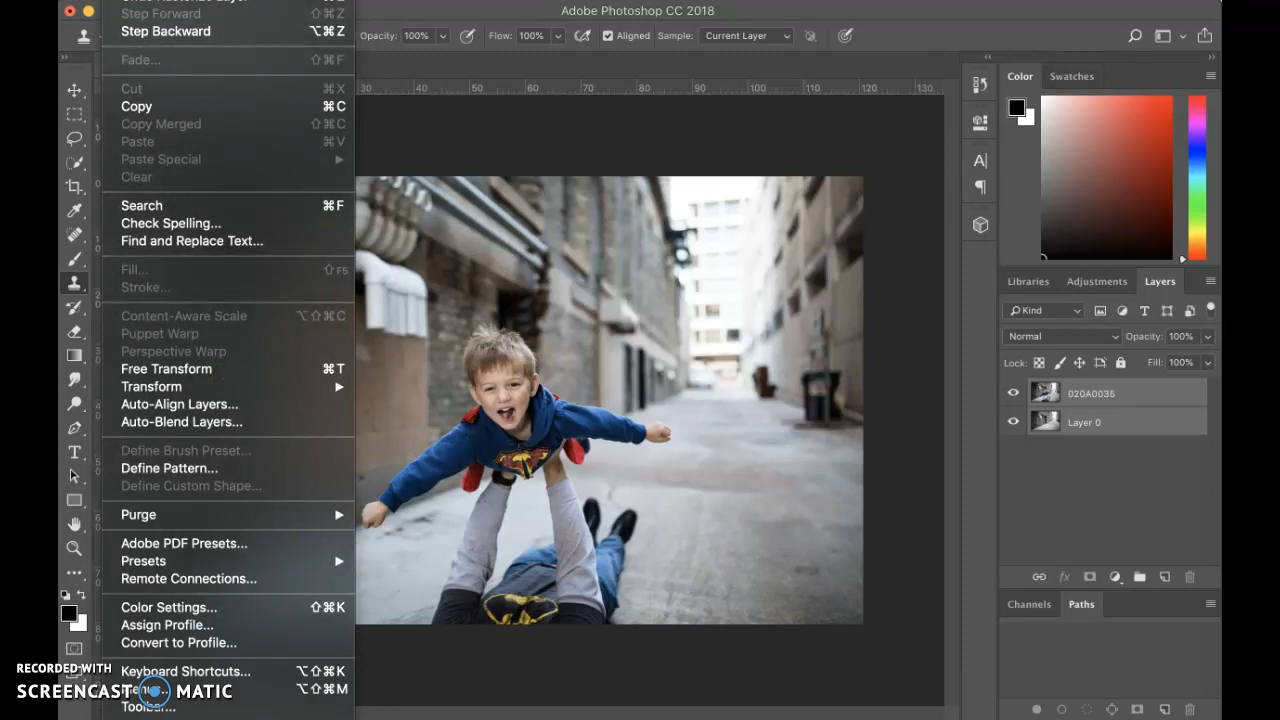 Adobe Photoshop CC 2018
Step Forward ⇧⌘Z
Step Backward ⌥⌘Z
Opacity: 100% Flow: 100% Aligned Sample: Current Layer
Fade... ⇧⌘F
Cut ⌘X
Copy ⌘C
Copy Merged ⇧⌘C
Paste ⌘V
Paste Special
Clear
Search ⌘F
Check Spelling...
Find and Replace Text...
Fill... ⇧F5
Stroke...
Content-Aware Scale ⌥⇧⌘C
Puppet Warp
Perspective Warp
Free Transform ⌘T
Transform
Auto-Align Layers...
Auto-Blend Layers...
Define Brush Preset...
Define Pattern...
Define Custom Shape...
Purge
Adobe PDF Presets...
Presets
Remote Connections...
Color Settings... ⇧⌘K
Assign Profile...
Convert to Profile...
Keyboard Shortcuts... ⌥⇧⌘K
⌥⇧⌘M
30 40 50 60 70 80 90 100 110 120 130
Color Swatches
Libraries Adjustments Layers
Kind
Normal Opacity: 100%
Lock: Fill: 100%
020A0035
Layer 0
Channels Paths
RECORDED WITH
SCREENCAST MATIC